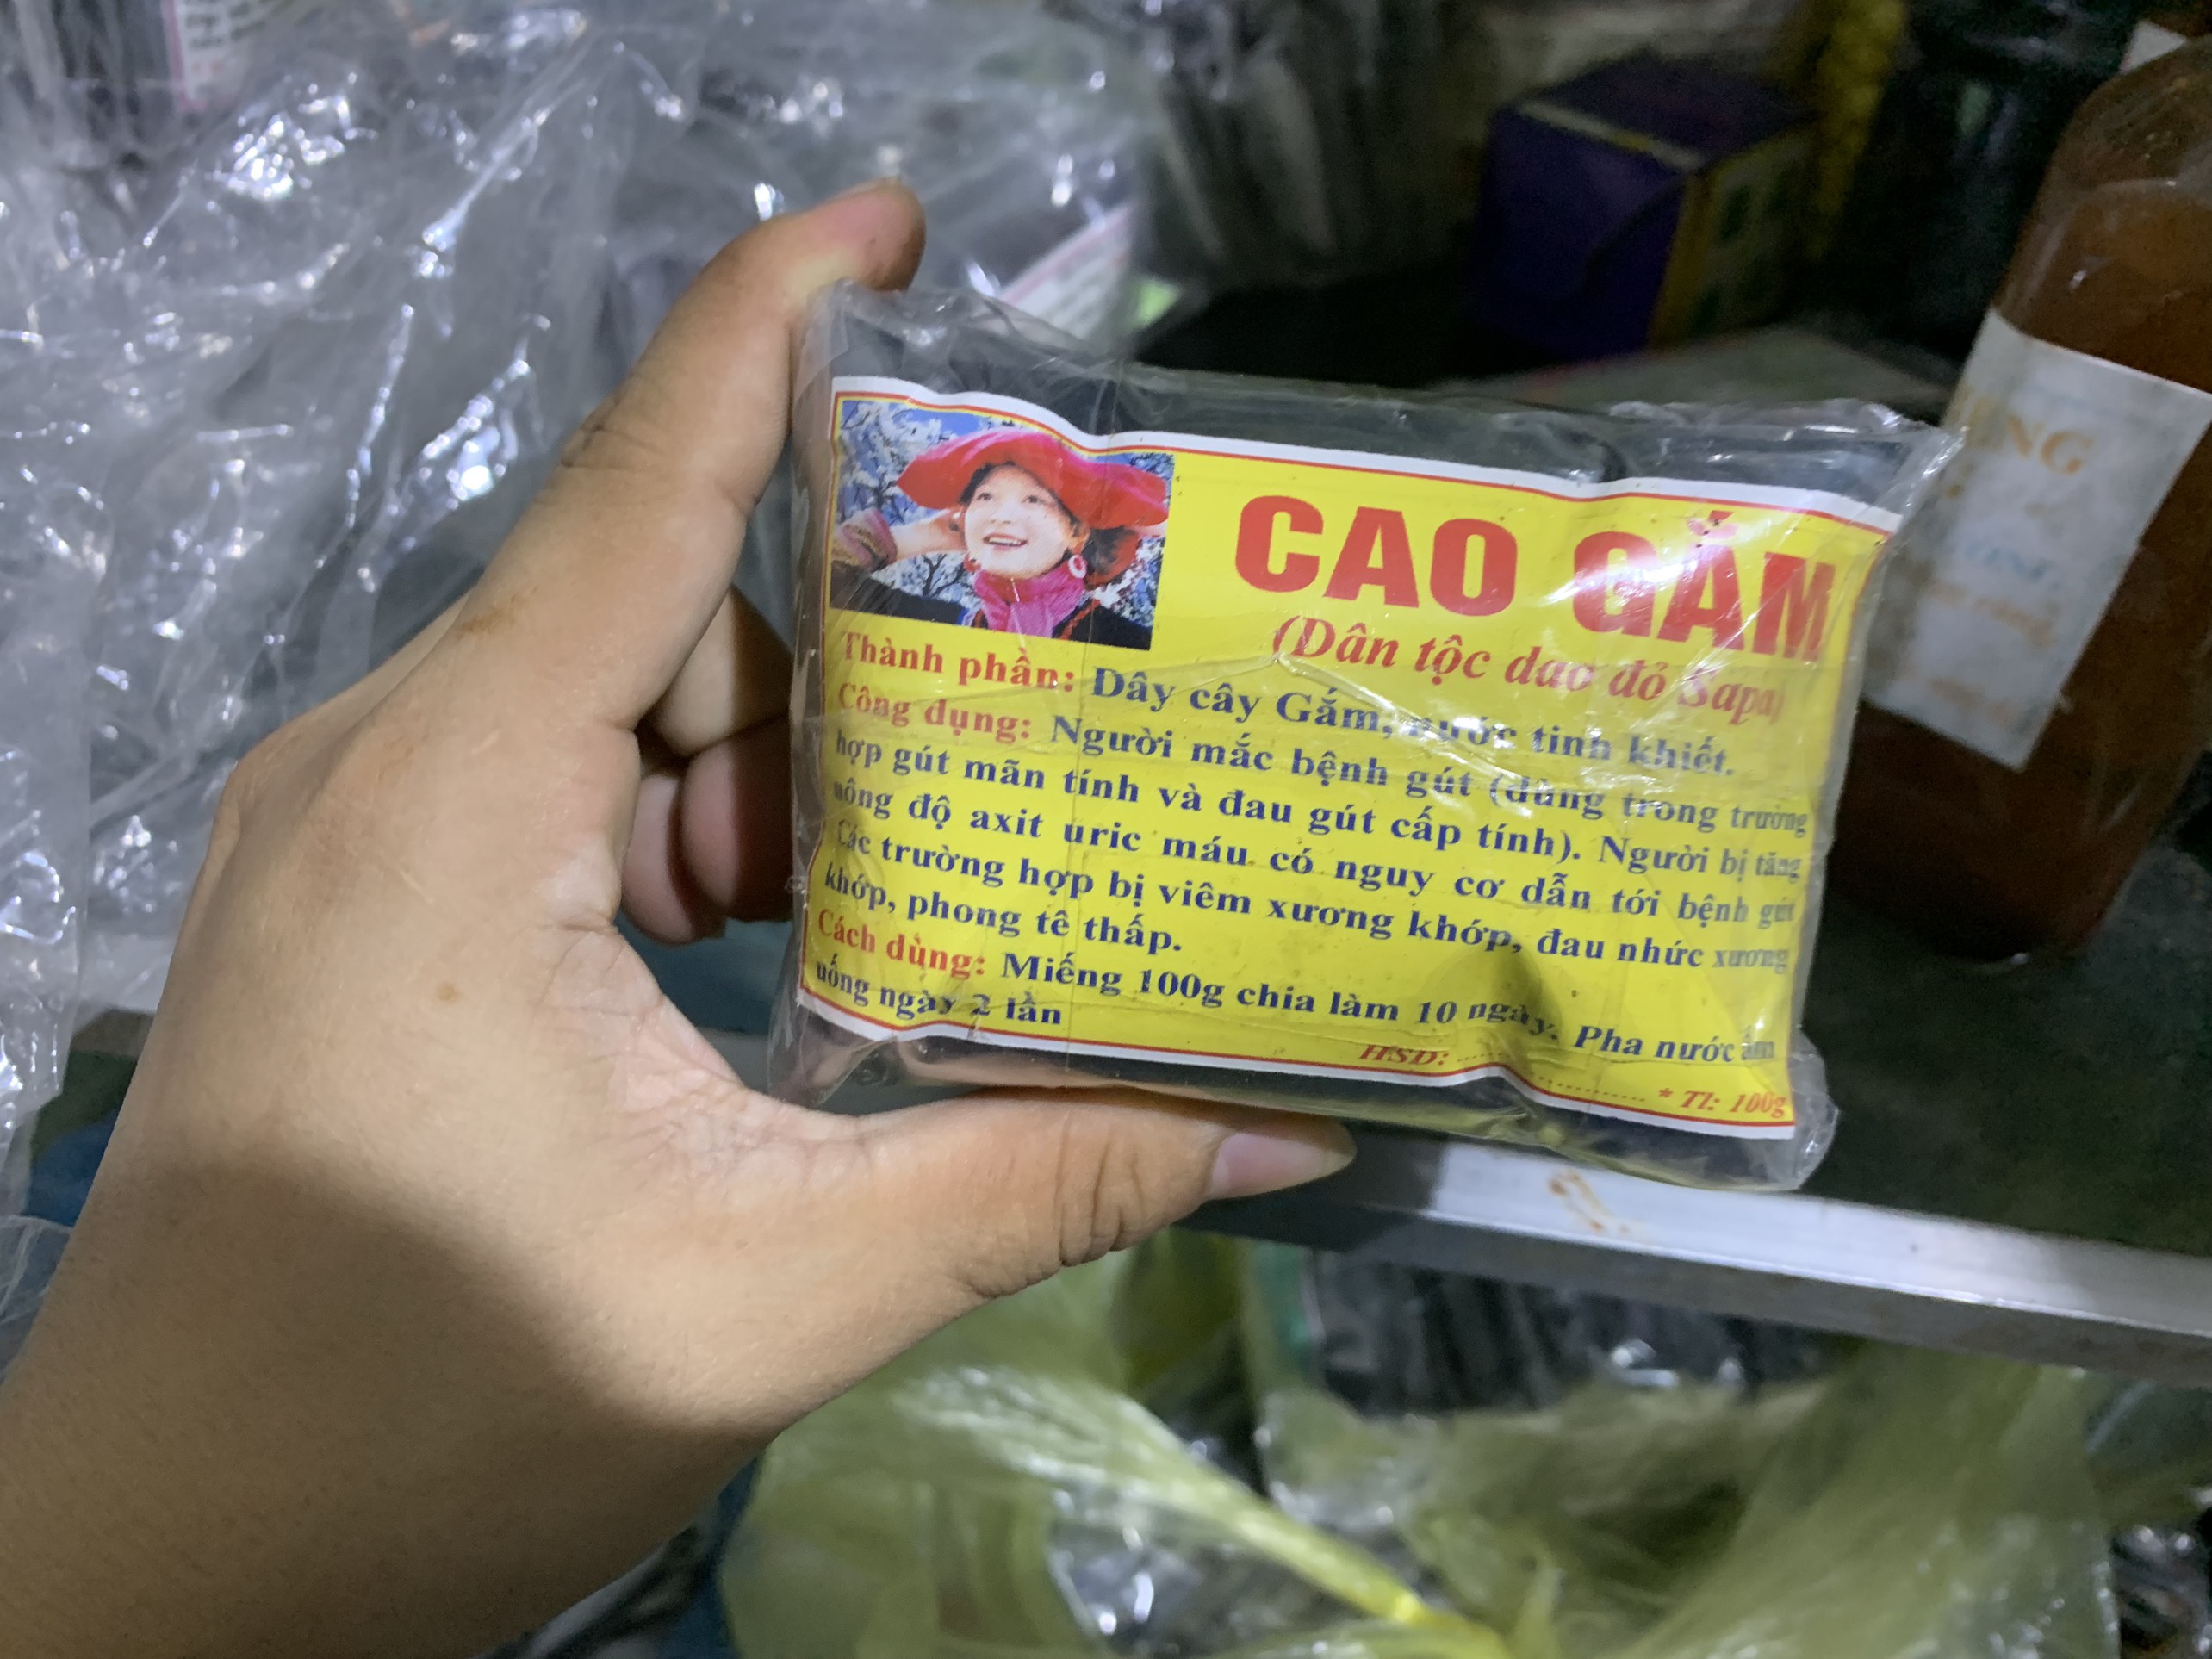 CAO GẮM
(Dân tộc dao đỏ Sapa)
Thành phần: Dây cây Gắm, nước tinh khiết.
Công dụng: Người mắc bệnh gút (dùng trong trường
hợp gút mãn tính và đau gút cấp tính). Người bị tăng
nồng độ axit uric máu có nguy cơ dẫn tới bệnh gút
Các trường hợp bị viêm xương khớp, đau nhức xương
khớp, phong tê thấp.
Cách dùng: Miếng 100g chia làm 10 ngày. Pha nước ấm
uống ngày 2 lần
HSD: ....................
* Tl: 100g